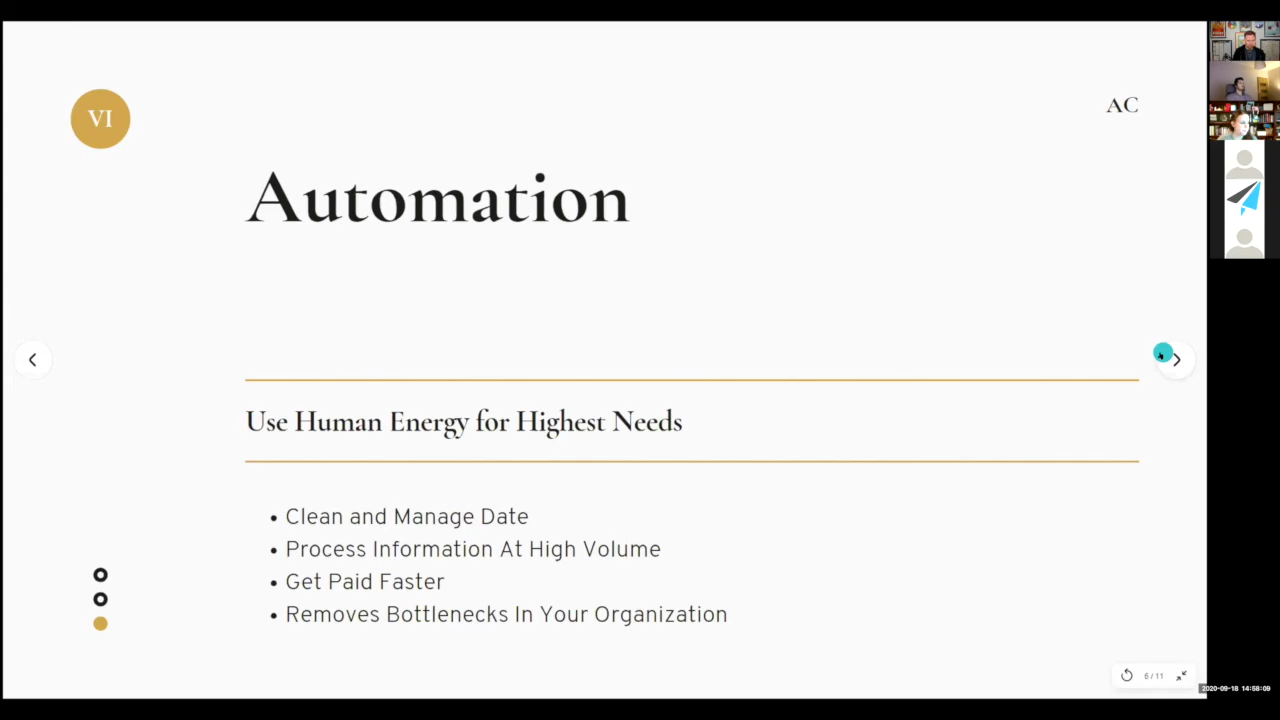 VI
AC
Automation
Use Human Energy for Highest Needs
• Clean and Manage Date
• Process Information At High Volume
• Get Paid Faster
• Removes Bottlenecks In Your Organization
6 / 11
2020-09-18 14:58:09